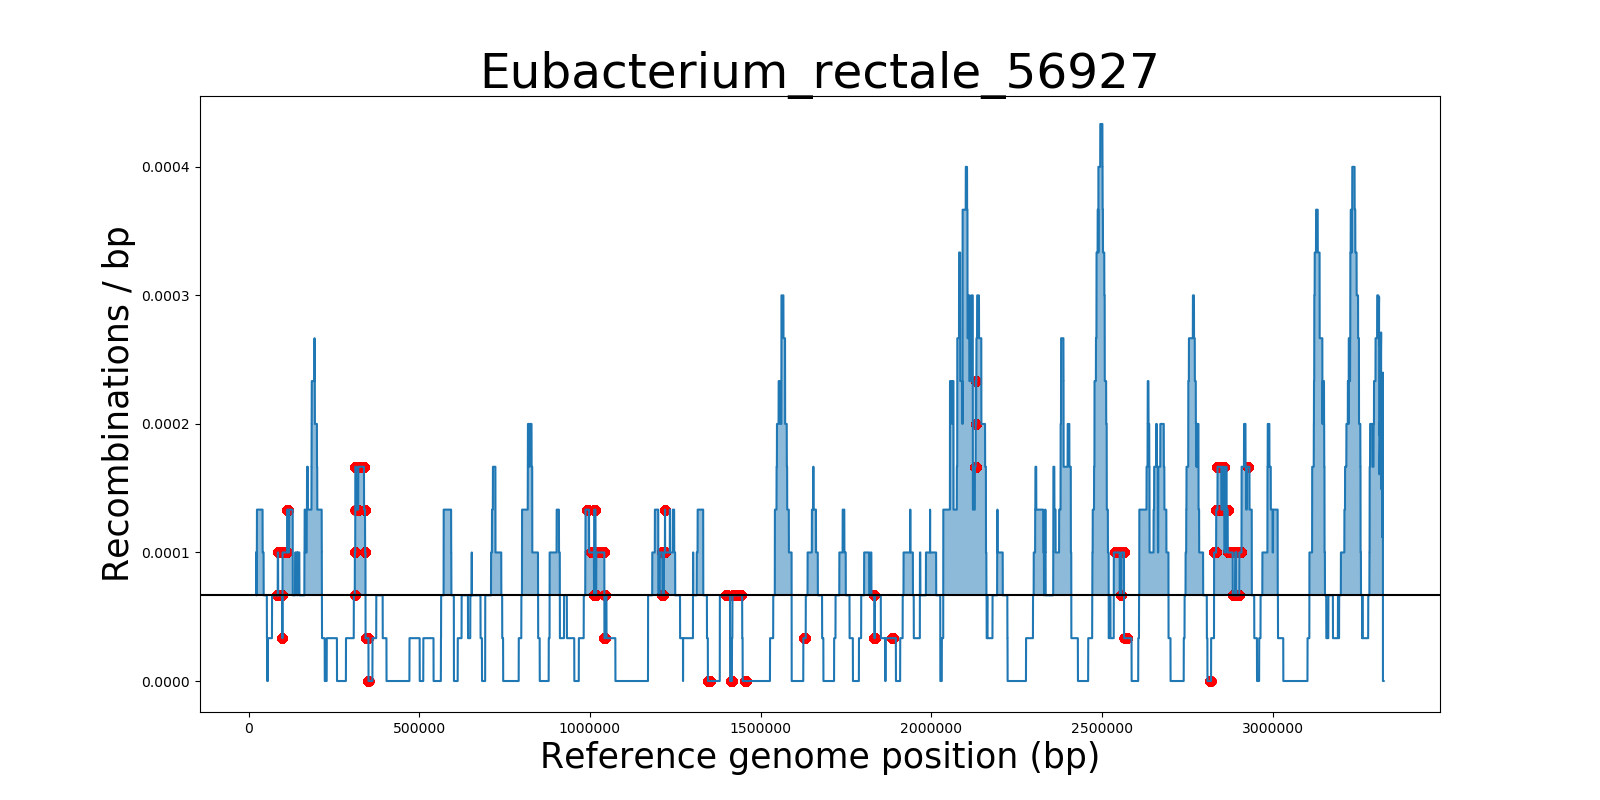 Eubacterium_rectale_56927
Recombinations / bp
0.0004
0.0003
0.0002
0.0001
0.0000
0 500000 1000000 1500000 2000000 2500000 3000000
Reference genome position (bp)